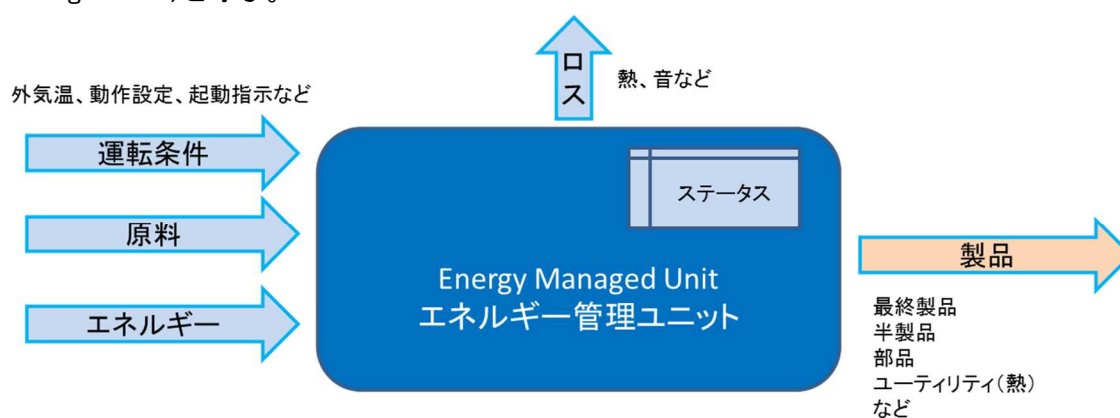 外気温、動作設定、起動指示など
運転条件
原料
エネルギー
ロス
熱、音など
ステータス
Energy Managed Unit
エネルギー管理ユニット
製品
最終製品
半製品
部品
ユーティリティ(熱)
など